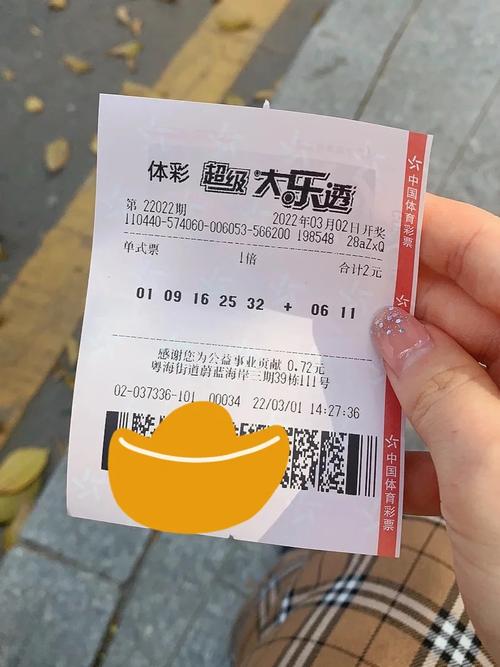 体彩 超级大乐透
第 22022期 2022年03月02日开奖
110440-574060-006053-566200 198548 28aZxQ
单式票 1倍 合计2元
01 09 16 25 32 + 06 11
感谢您为公益事业贡献 0.72元
粤海街道蔚蓝海岸三期39栋111号
02-037336-101 00034 22/03/01 14:27:36
中国体育彩票
中国体育彩票